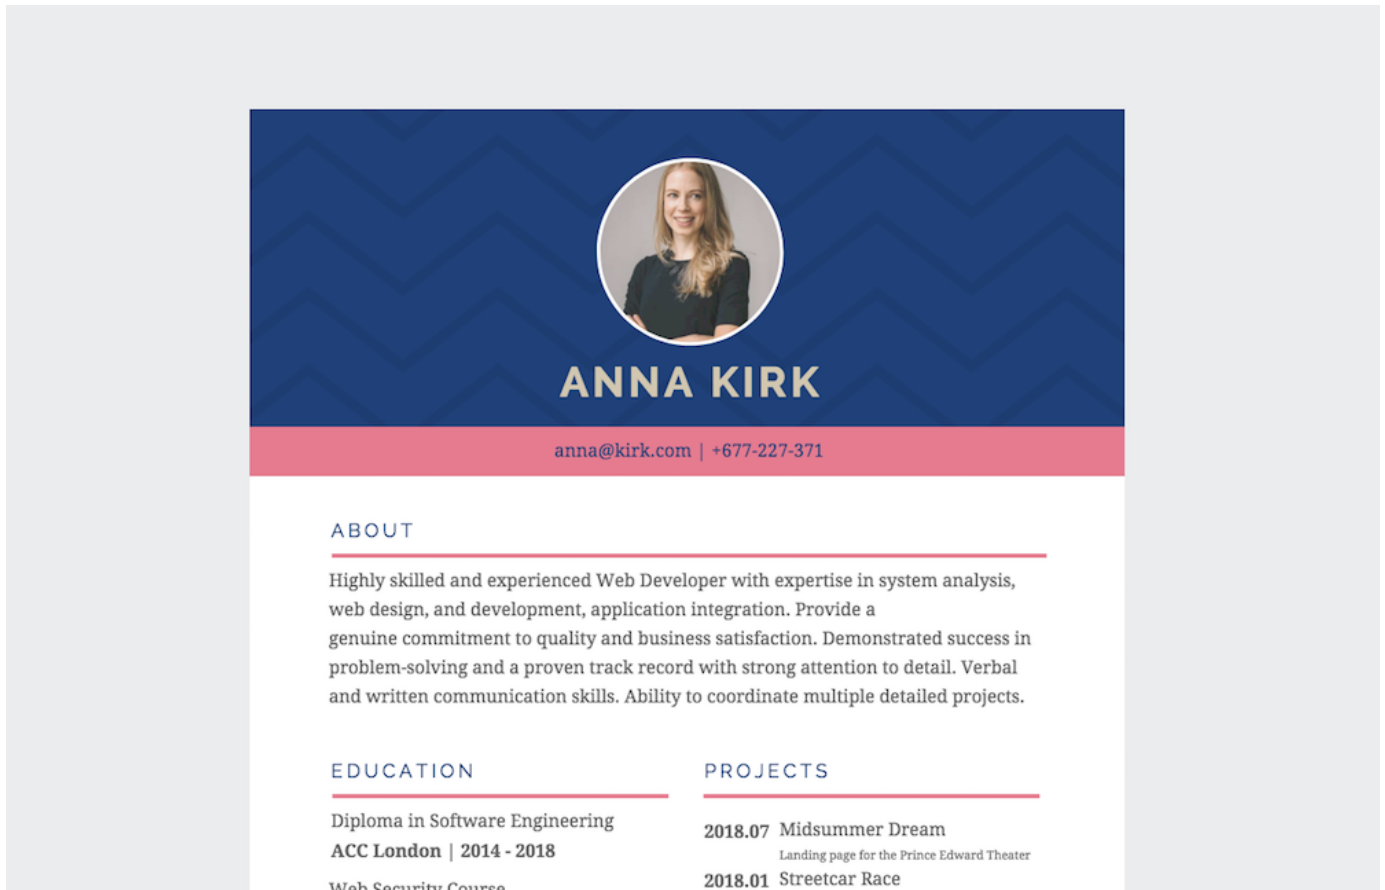 ANNA KIRK
anna@kirk.com | +677-227-371
ABOUT
Highly skilled and experienced Web Developer with expertise in system analysis,
web design, and development, application integration. Provide a
genuine commitment to quality and business satisfaction. Demonstrated success in
problem-solving and a proven track record with strong attention to detail. Verbal
and written communication skills. Ability to coordinate multiple detailed projects.
EDUCATION
Diploma in Software Engineering
ACC London | 2014 - 2018
Web Security Course
PROJECTS
2018.07 Midsummer Dream
Landing page for the Prince Edward Theater
2018.01 Streetcar Race